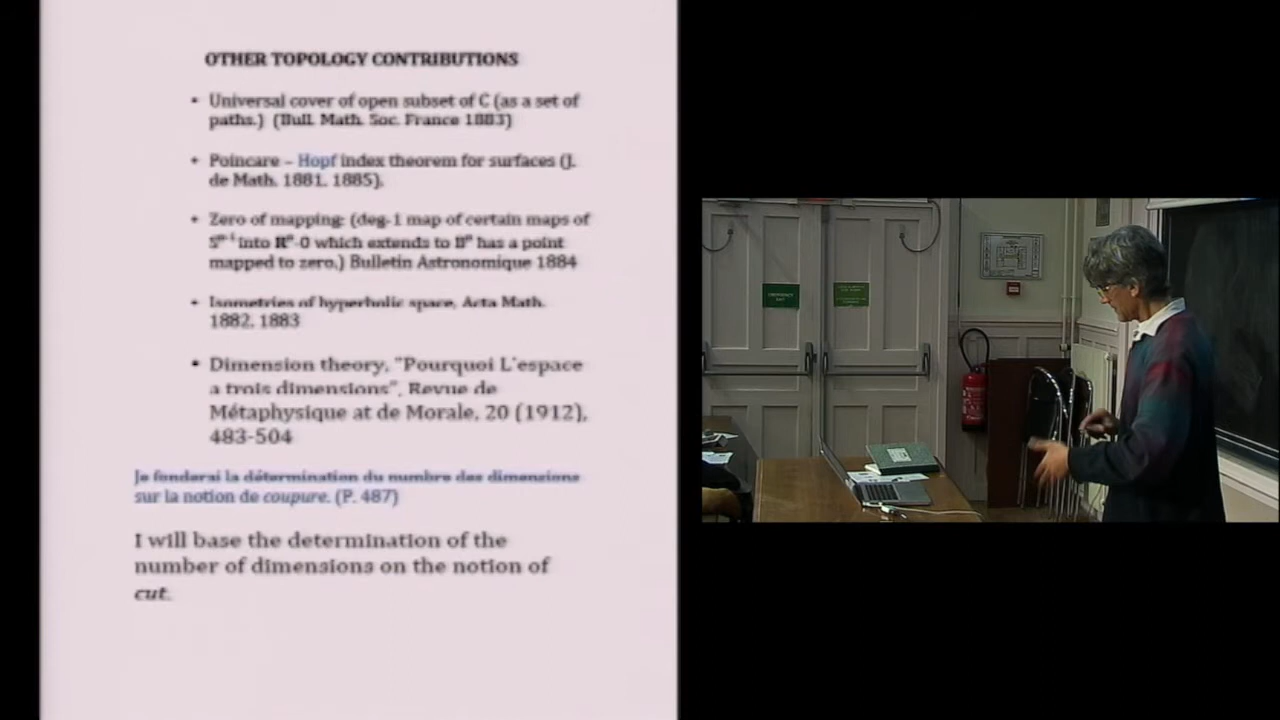 OTHER TOPOLOGY CONTRIBUTIONS
• Universal cover of open subset of C (as a set of
paths.) (Bull. Math. Soc. France 1883)
• Poincare – Hopf index theorem for surfaces (J.
de Math. 1881, 1885).
• Zero of mapping: (deg-1 map of certain maps of
into Rⁿ-0 which extends to Bⁿ has a point
mapped to zero.) Bulletin Astronomique 1884
• Isometries of hyperbolic space, Acta Math.
1882, 1883
• Dimension theory, "Pourquoi L'espace
a trois dimensions", Revue de
Métaphysique at de Morale, 20 (1912),
483-504
Je fonderai la détermination du nombre des dimensions
sur la notion de coupure. (P. 487)
I will base the determination of the
number of dimensions on the notion of
cut.
EMERGENCY
EXIT